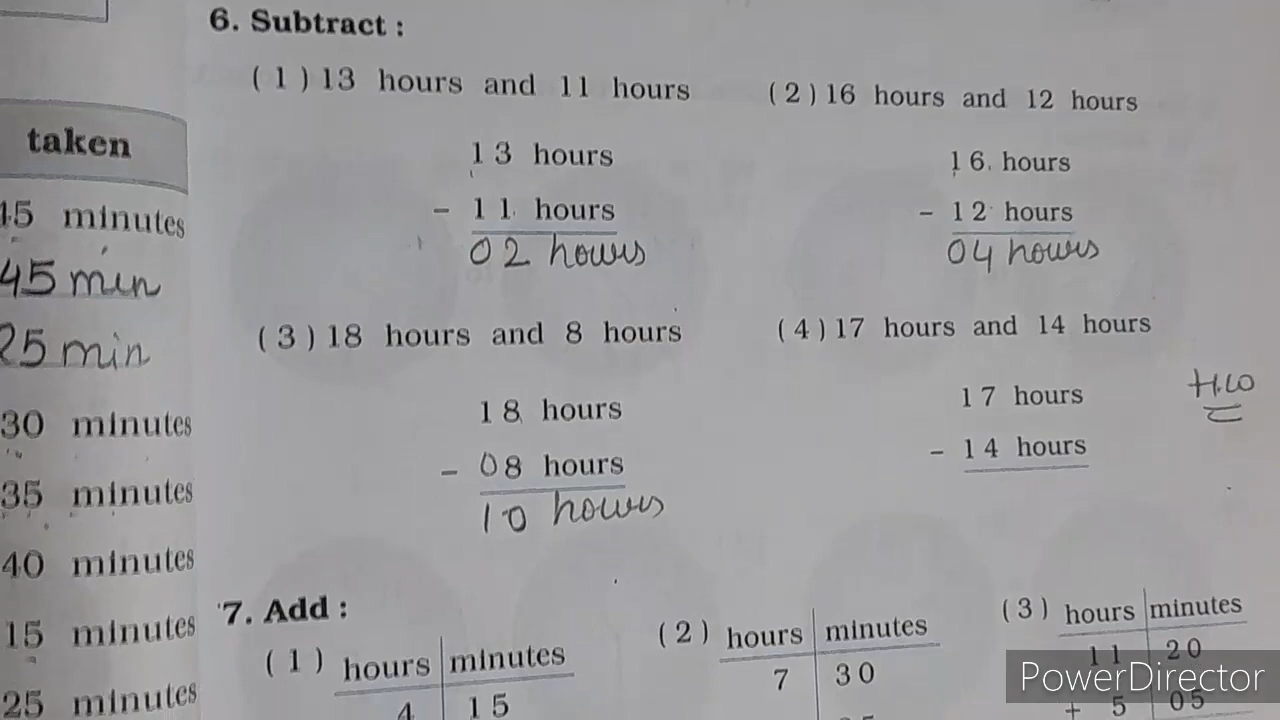 taken
15 minutes
45 min
25 min
30 minutes
35 minutes
40 minutes
15 minutes
25 minutes
6. Subtract :
(1) 13 hours and 11 hours
13 hours
- 11 hours
02 hours
(2) 16 hours and 12 hours
16 hours
- 12 hours
04 hours
(3) 18 hours and 8 hours
18 hours
- 08 hours
10 hours
(4) 17 hours and 14 hours
17 hours
- 14 hours
H.W
7. Add :
(1) hours minutes
4 15
(2) hours minutes
7 30
(3) hours minutes
11 20
+ 5 05
PowerDirector